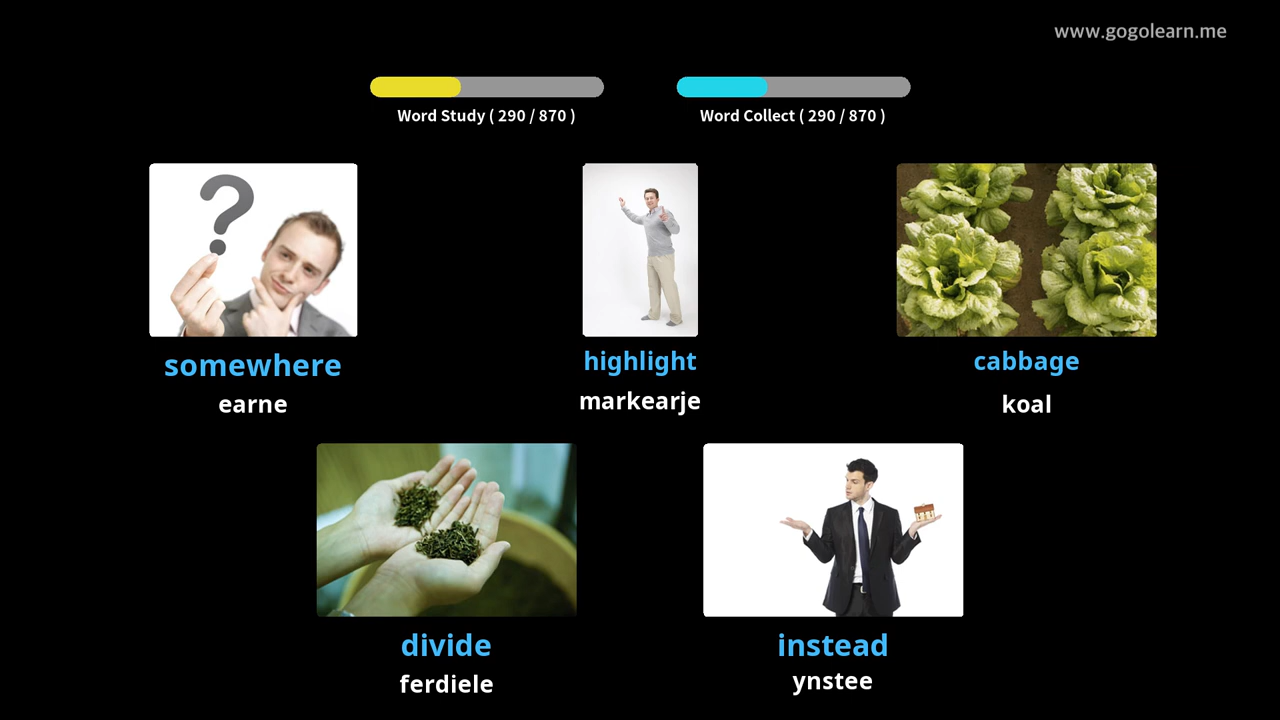 www.gogolearn.me
Word Study ( 290 / 870 )
Word Collect ( 290 / 870 )
somewhere
earne
highlight
markearje
cabbage
koal
divide
ferdiele
instead
ynstee